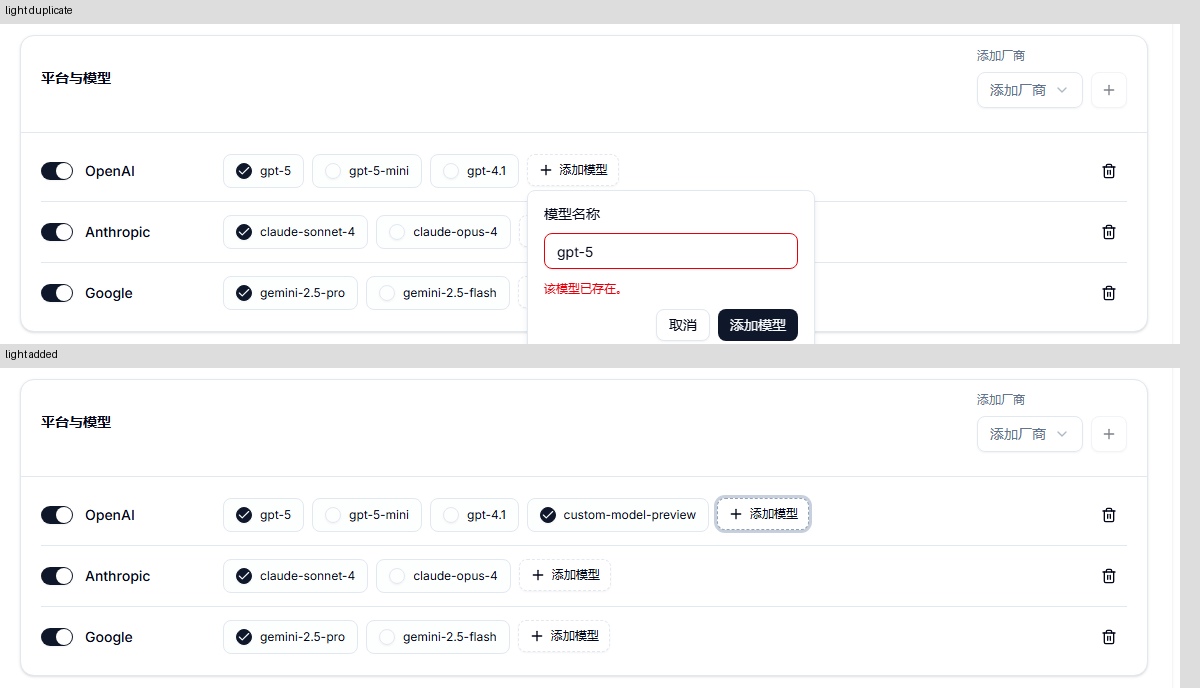 light duplicate
添加厂商
平台与模型
添加厂商
OpenAI
gpt-5
gpt-5-mini
gpt-4.1
添加模型
模型名称
Anthropic
claude-sonnet-4
claude-opus-4
gpt-5
该模型已存在。
Google
gemini-2.5-pro
gemini-2.5-flash
取消
添加模型
light added
添加厂商
平台与模型
添加厂商
OpenAI
gpt-5
gpt-5-mini
gpt-4.1
custom-model-preview
添加模型
Anthropic
claude-sonnet-4
claude-opus-4
添加模型
Google
gemini-2.5-pro
gemini-2.5-flash
添加模型